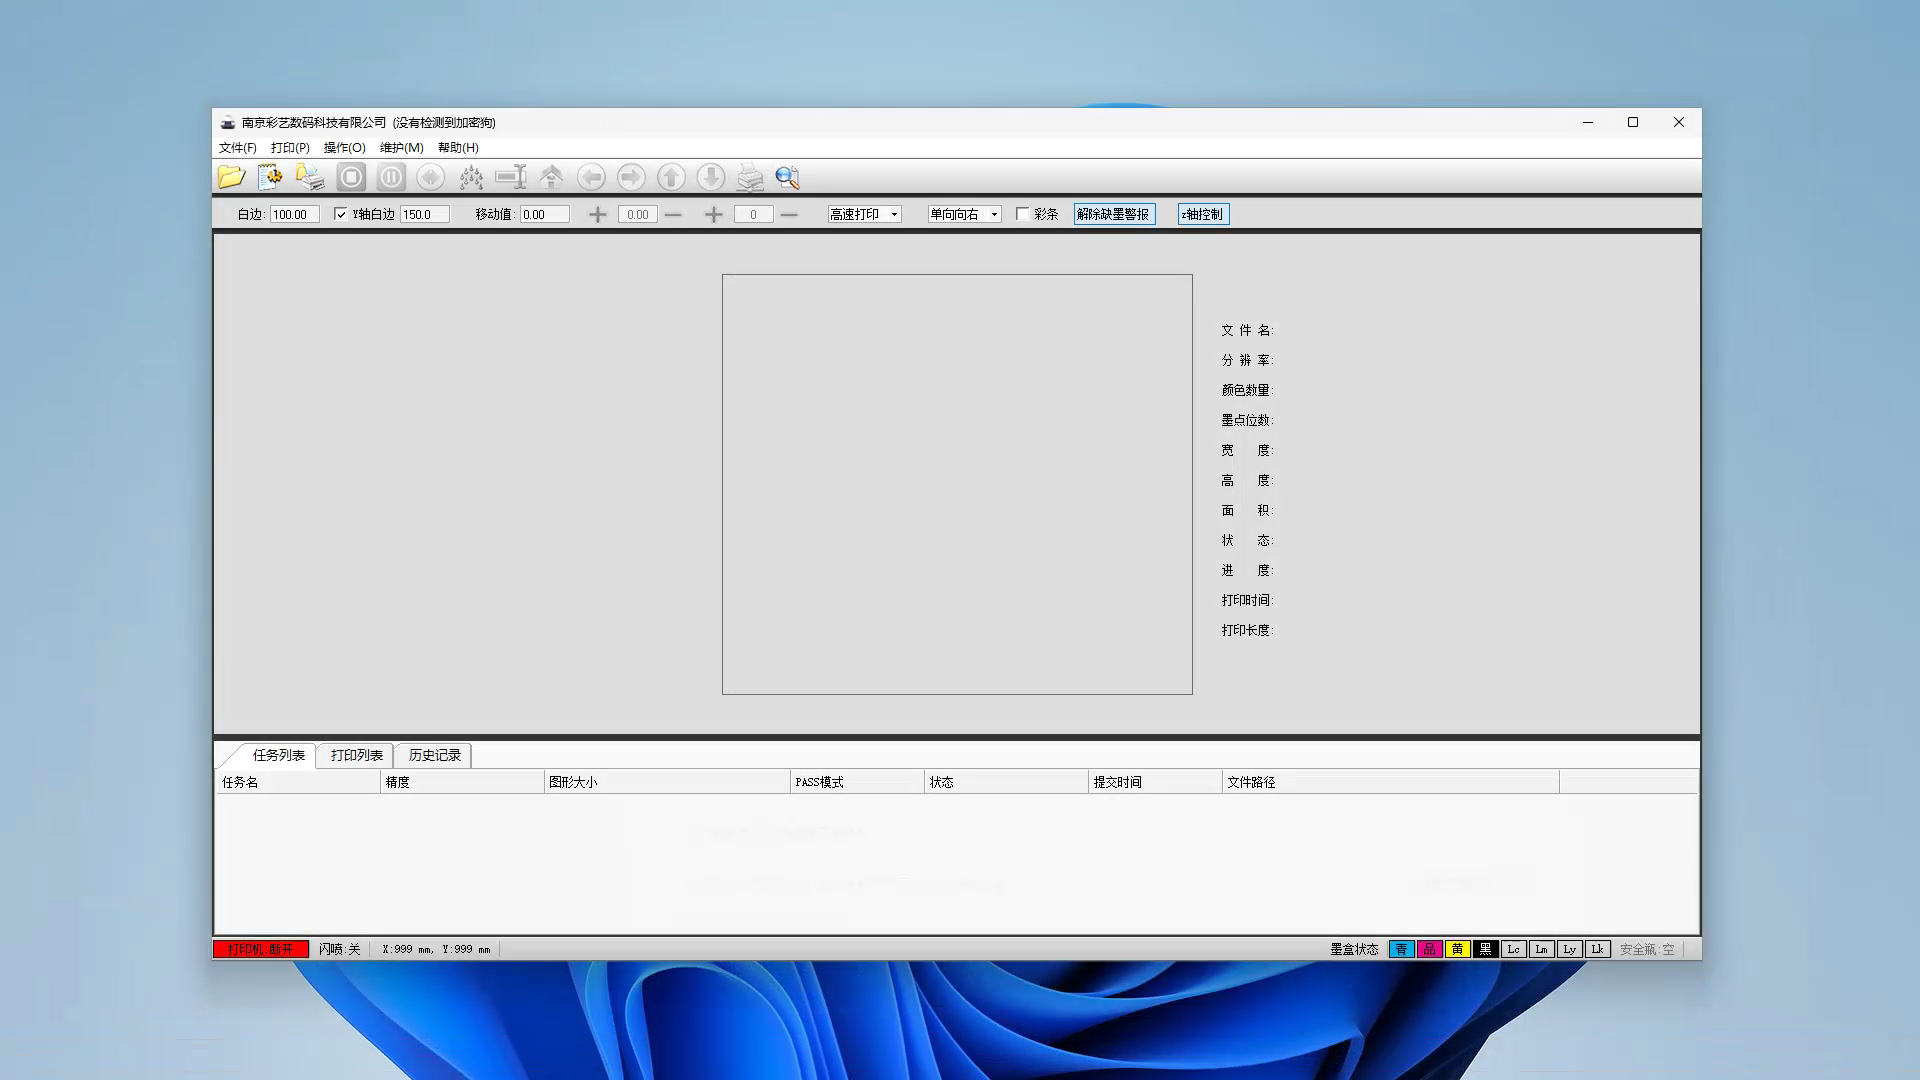 南京彩艺数码科技有限公司 (没有检测到加密狗)
文件(F) 打印(P) 操作(O) 维护(M) 帮助(H)
白边: 100.00 Y轴白边 150.0 移动值: 0.00 0.00 0 高速打印 单向向右 彩条 解除缺墨警报 z轴控制
文 件 名:
分 辨 率:
颜色数量:
墨点位数:
宽 度:
高 度:
面 积:
状 态:
进 度:
打印时间:
打印长度:
任务列表 打印列表 历史记录
任务名 精度 图形大小 PASS模式 状态 提交时间 文件路径
打印机.断开 闪喷:关 X:999 mm, Y:999 mm 墨盒状态 青 品 黄 黑 Lc Lm Ly Lk 安全瓶:空